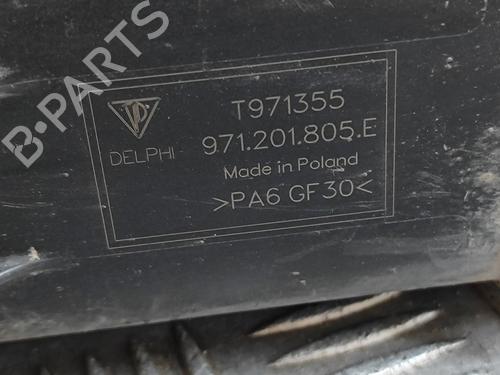 B·PARTS
T971355
DELPHI
971.201.805.E
Made in Poland
>PA6 GF30<